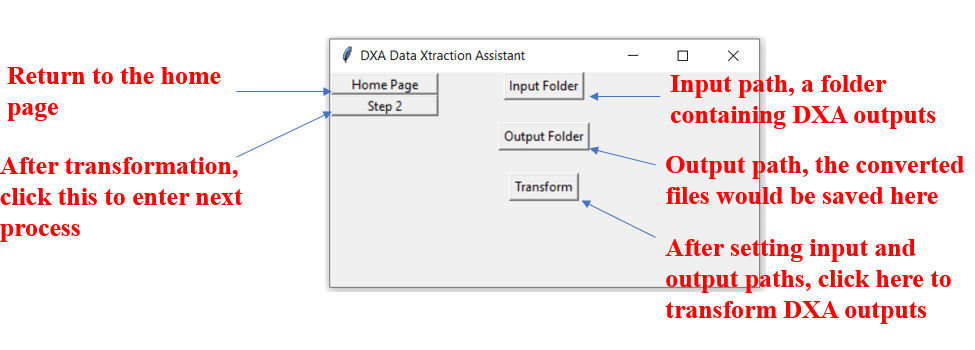 DXA Data Xtraction Assistant
Return to the home
page
After transformation,
click this to enter next
process
Home Page
Step 2
Input Folder
Output Folder
Transform
Input path, a folder
containing DXA outputs
Output path, the converted
files would be saved here
After setting input and
output paths, click here to
transform DXA outputs